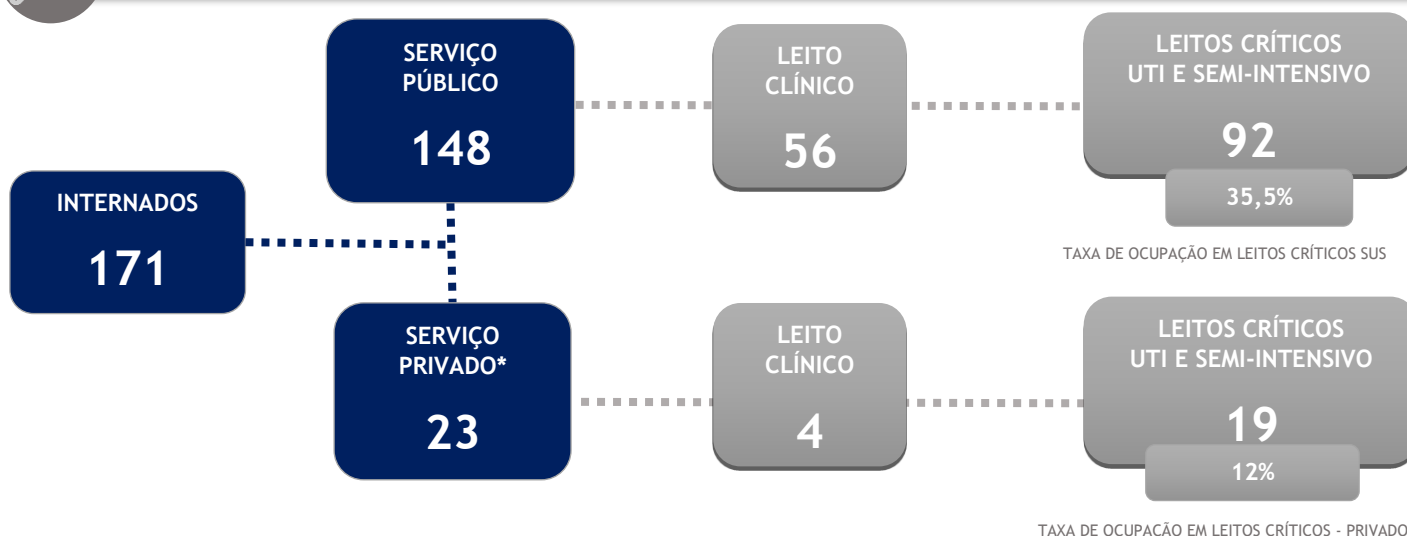 INTERNADOS
171
SERVIÇO
PÚBLICO
148
LEITO
CLÍNICO
56
LEITOS CRÍTICOS
UTI E SEMI-INTENSIVO
92
35,5%
TAXA DE OCUPAÇÃO EM LEITOS CRÍTICOS SUS
SERVIÇO
PRIVADO*
23
LEITO
CLÍNICO
4
LEITOS CRÍTICOS
UTI E SEMI-INTENSIVO
19
12%
TAXA DE OCUPAÇÃO EM LEITOS CRÍTICOS - PRIVADO